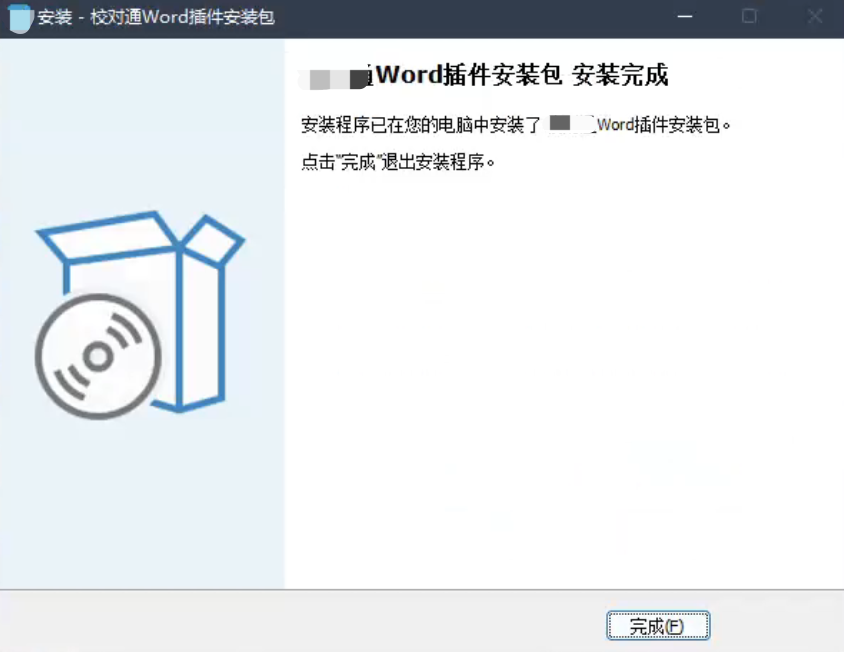 安装 - 校对通Word插件安装包
Word插件安装包 安装完成
安装程序已在您的电脑中安装了 Word插件安装包。
点击"完成"退出安装程序。
完成(F)